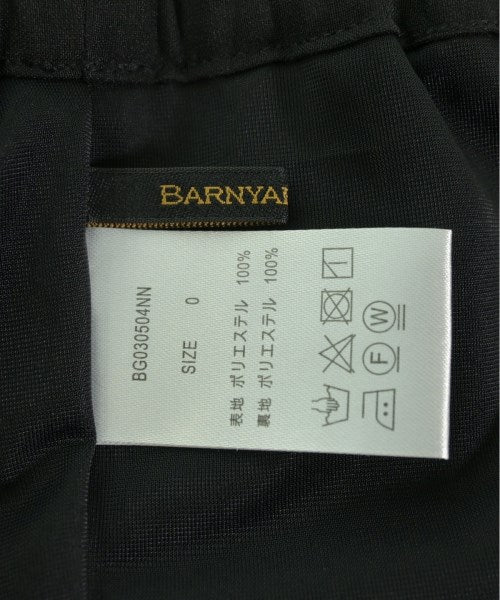 BARNYA
BG030504NN
SIZE 0
表地 ポリエステル 100%
裏地 ポリエステル 100%
W
F